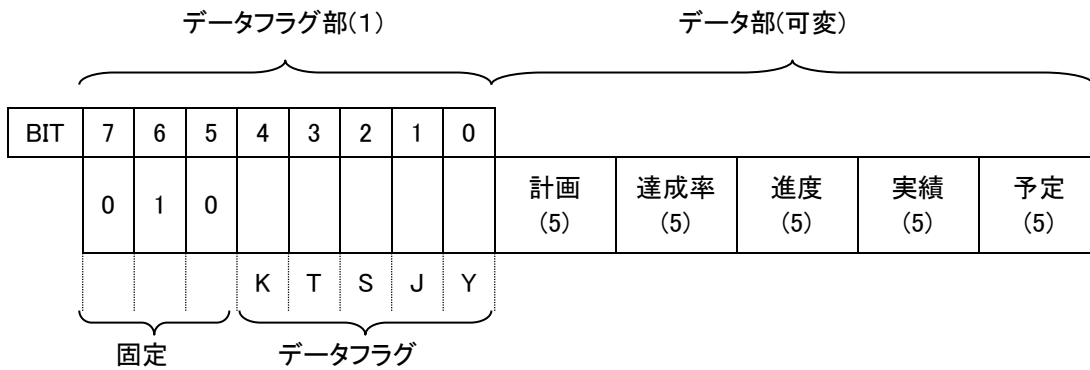 データフラグ部(1) データ部(可変)
BIT 7 6 5 4 3 2 1 0
0 1 0 計画 達成率 進度 実績 予定
(5) (5) (5) (5) (5)
K T S J Y
固定 データフラグ